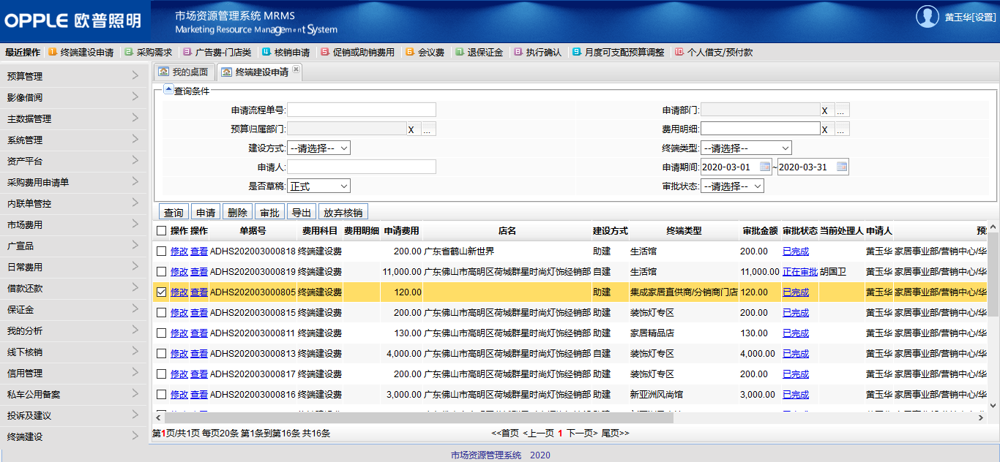 OPPLE 欧普照明
市场资源管理系统 MRMS
Marketing Resource Management System
黄玉华[设置]
最近操作 1 终端建设申请 2 采购需求 3 广告费-门店类 4 核销申请 5 促销或助销费用 6 会议费 7 退保证金 8 执行确认 9 月度可支配预算调整 10 个人借支/预付款
预算管理
影像借阅
主数据管理
系统管理
资产平台
采购费用申请单
内联单管控
市场费用
广宣品
日常费用
借款还款
保证金
我的分析
线下核销
信用管理
私车公用备案
投诉及建议
终端建设
我的桌面 终端建设申请
查询条件
申请流程单号: 申请部门: X ...
预算归属部门: X ... 费用明细: X ...
建设方式: --请选择-- 终端类型: --请选择--
申请人: 申请期间: 2020-03-01 ~ 2020-03-31
是否草稿: 正式 审批状态: --请选择--
查询 申请 删除 审批 导出 放弃核销
操作 操作 单据号 费用科目 费用明细 申请费用 店名 建设方式 终端类型 审批金额 审批状态 当前处理人 申请人
修改 查看 ADHS202003000818 终端建设费 200.00 广东省鹤山新世界 助建 生活馆 200.00 已完成 黄玉华 家居事业部/营销中心/华
修改 查看 ADHS202003000819 终端建设费 11,000.00 广东佛山市高明区荷城群星时尚灯饰经销部 自建 生活馆 11,000.00 正在审批 胡国卫 黄玉华 家居事业部/营销中心/华
修改 查看 ADHS202003000805 终端建设费 120.00 助建 集成家居直供商/分销商门店 120.00 已完成 黄玉华 家居事业部/营销中心/华
修改 查看 ADHS202003000815 终端建设费 200.00 广东佛山市高明区荷城群星时尚灯饰经销部 助建 装饰灯专区 200.00 已完成 黄玉华 家居事业部/营销中心/华
修改 查看 ADHS202003000811 终端建设费 130.00 广东佛山市高明区荷城群星时尚灯饰经销部 助建 家居精品店 130.00 已完成 黄玉华 家居事业部/营销中心/华
修改 查看 ADHS202003000813 终端建设费 4,000.00 广东佛山市高明区荷城群星时尚灯饰经销部 自建 装饰灯专区 4,000.00 已完成 黄玉华 家居事业部/营销中心/华
修改 查看 ADHS202003000817 终端建设费 200.00 广东佛山市高明区荷城群星时尚灯饰经销部 助建 装饰灯专区 200.00 已完成 黄玉华 家居事业部/营销中心/华
修改 查看 ADHS202003000816 终端建设费 3,000.00 广东佛山市高明区荷城群星时尚灯饰经销部 助建 新亚洲风尚馆 3,000.00 已完成 黄玉华 家居事业部/营销中心/华
第1页/共1页 每页20条 第1条到第16条 共16条 <<首页 <上一页 1 下一页> 尾页>>
市场资源管理系统 2020